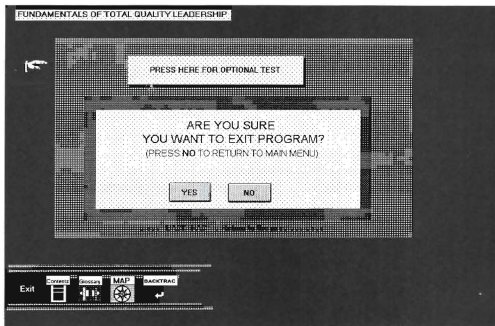 FUNDAMENTALS OF TOTAL QUALITY LEADERSHIP
PRESS HERE FOR OPTIONAL TEST
ARE YOU SURE
YOU WANT TO EXIT PROGRAM?
(PRESS NO TO RETURN TO MAIN MENU)
YES NO
Exit Contents Glossary MAP BACKTRAC